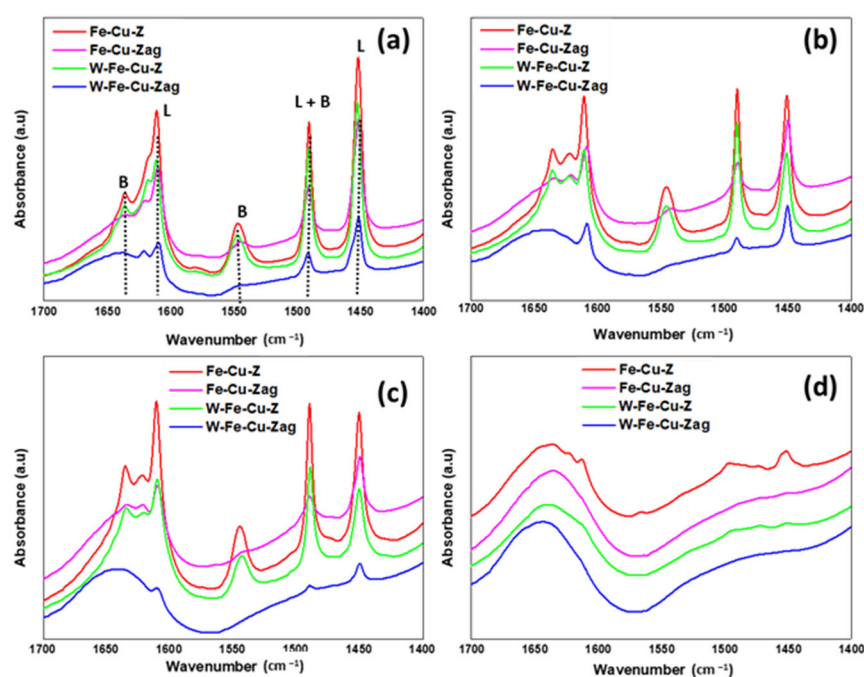 Fe-Cu-Z
Fe-Cu-Zag
W-Fe-Cu-Z
W-Fe-Cu-Zag
(a)
L
L + B
L
B
B
Absorbance (a.u)
1700 1650 1600 1550 1500 1450 1400
Wavenumber (cm −1)
Fe-Cu-Z
Fe-Cu-Zag
W-Fe-Cu-Z
W-Fe-Cu-Zag
(b)
Absorbance (a.u)
1700 1650 1600 1550 1500 1450 1400
Wavenumber (cm −1)
Fe-Cu-Z
Fe-Cu-Zag
W-Fe-Cu-Z
W-Fe-Cu-Zag
(c)
Absorbance (a.u)
1700 1650 1600 1550 1500 1450 1400
Wavenumber (cm −1)
Fe-Cu-Z
Fe-Cu-Zag
W-Fe-Cu-Z
W-Fe-Cu-Zag
(d)
Absorbance (a.u)
1700 1650 1600 1550 1500 1450 1400
Wavenumber (cm −1)